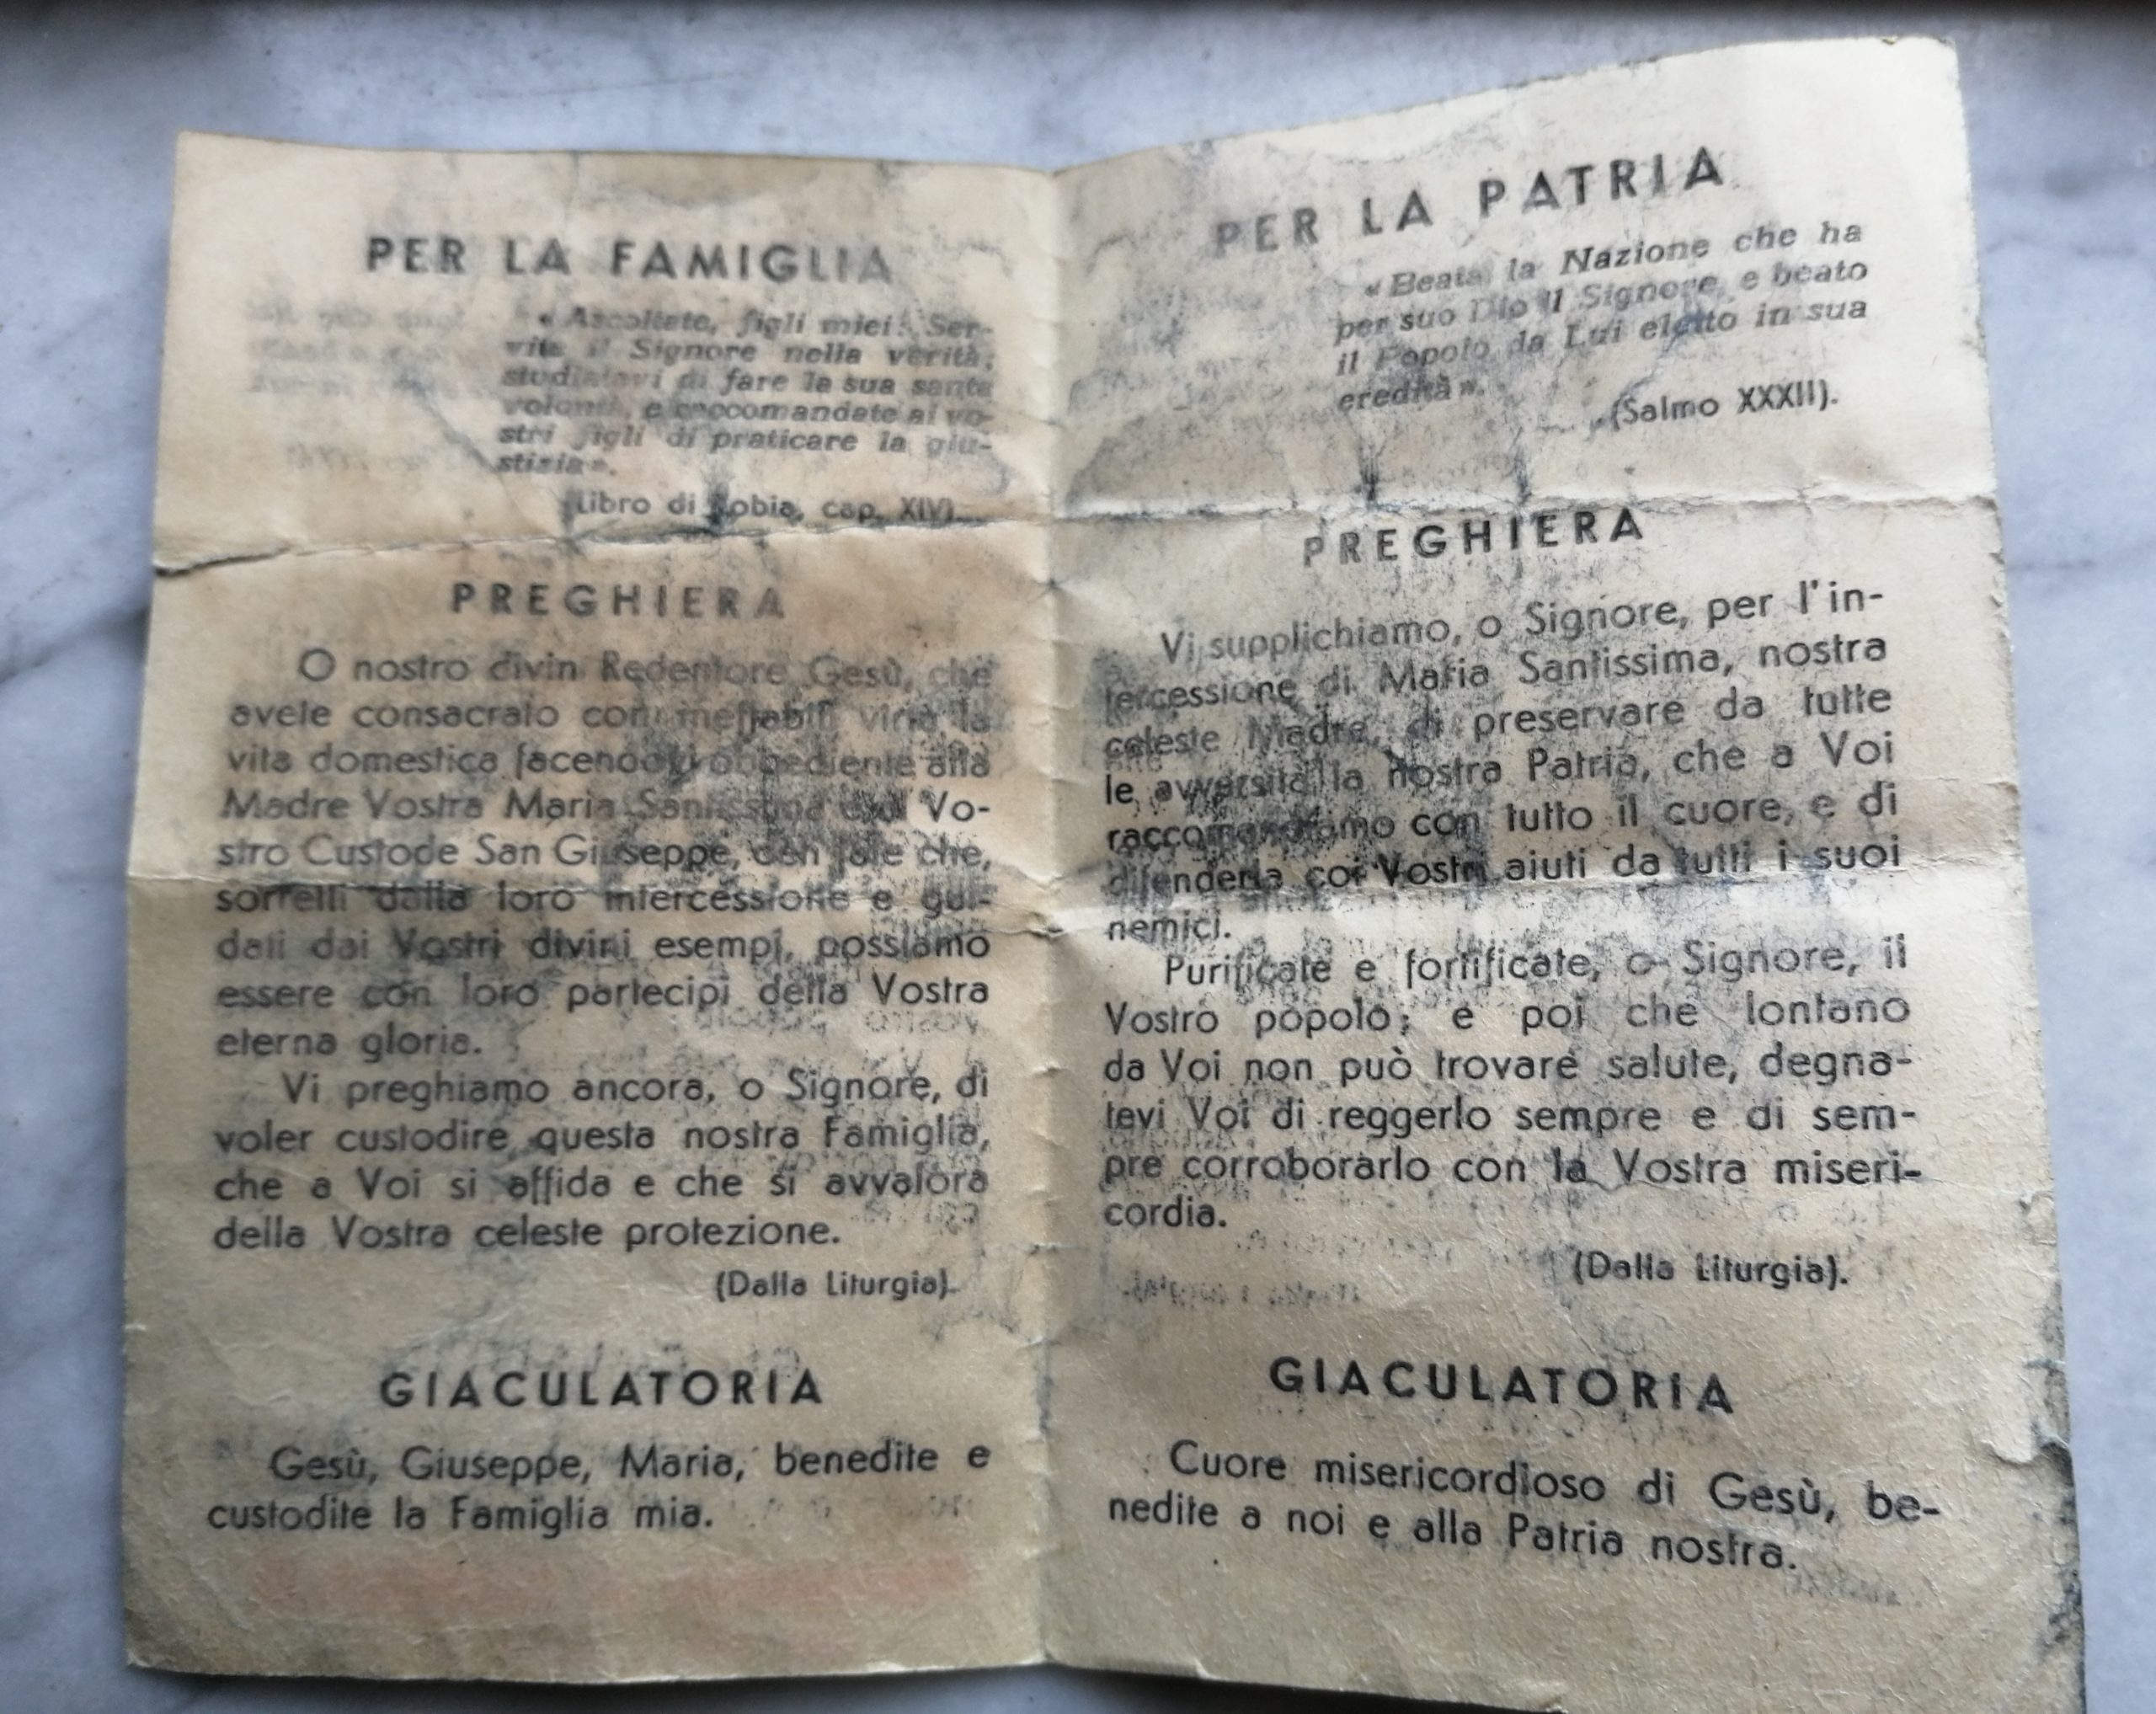 PER LA FAMIGLIA
« Ascoltate, figli miei: Ser-
vite il Signore nella verità;
studiatevi di fare la sua santa
volontà, e raccomandate ai vo-
stri figli di praticare la giu-
stizia ».
(Libro di Tobia, cap. XIV).
PREGHIERA
O nostro divin Redentore Gesù, che
avete consacrato con ineffabili virtù la
vita domestica facendovi obbediente alla
Madre Vostra Maria Santissima e al Vo-
stro Custode San Giuseppe, deh fate che,
sorretti dalla loro intercessione e gui-
dati dai Vostri divini esempi, possiamo
essere con loro partecipi della Vostra
eterna gloria.
Vi preghiamo ancora, o Signore, di
voler custodire questa nostra Famiglia,
che a Voi si affida e che si avvalora
della Vostra celeste protezione.
(Dalla Liturgia).
GIACULATORIA
Gesù, Giuseppe, Maria, benedite e
custodite la Famiglia mia.
PER LA PATRIA
« Beata la Nazione che ha
per suo Dio il Signore, e beato
il Popolo da Lui eletto in sua
eredità ».
(Salmo XXXII).
PREGHIERA
Vi supplichiamo, o Signore, per l'in-
tercessione di Maria Santissima, nostra
celeste Madre, di preservare da tutte
le avversità la nostra Patria, che a Voi
raccomandiamo con tutto il cuore, e di
difenderla coi Vostri aiuti da tutti i suoi
nemici.
Purificate e fortificate, o Signore, il
Vostro popolo; e poi che lontano
da Voi non può trovare salute, degna-
tevi Voi di reggerlo sempre e di sem-
pre corroborarlo con la Vostra miseri-
cordia.
(Dalla Liturgia).
GIACULATORIA
Cuore misericordioso di Gesù, be-
nedite a noi e alla Patria nostra.